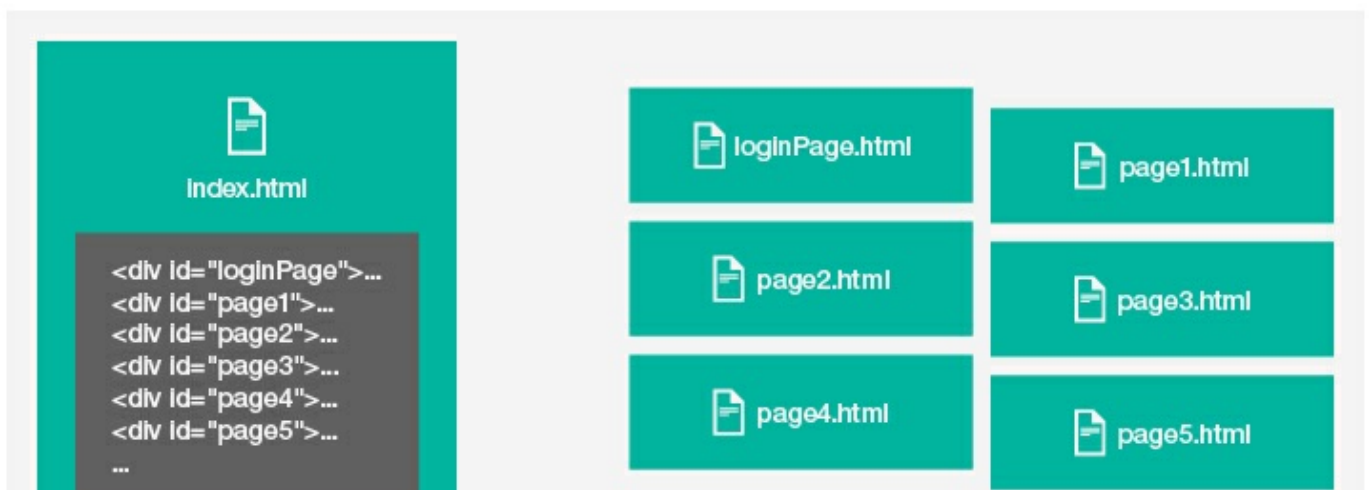 index.html
<div id="loginPage">...
<div id="page1">...
<div id="page2">...
<div id="page3">...
<div id="page4">...
<div id="page5">...
...
loginPage.html
page1.html
page2.html
page3.html
page4.html
page5.html